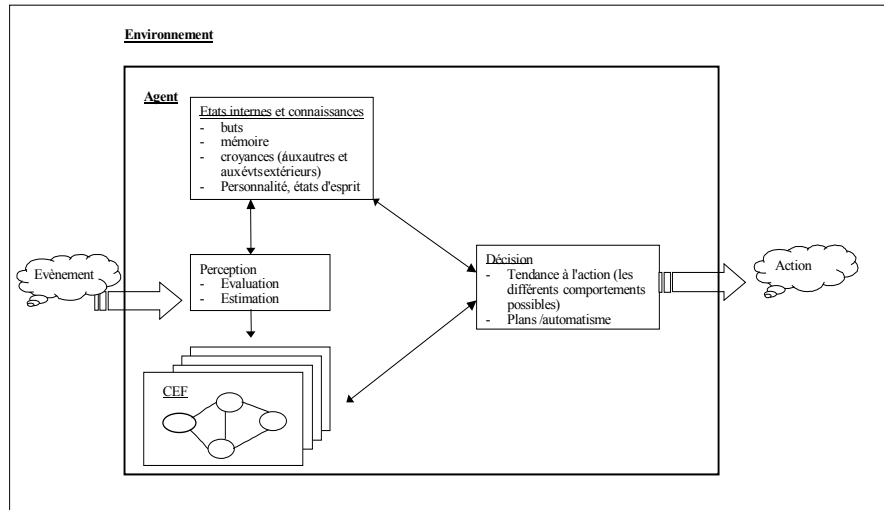 Environnement
Agent
Etats internes et connaissances
- buts
- mémoire
- croyances (áuxautres et
auxévtsextérieurs)
- Personnalité, états d'esprit
Evènement
Perception
- Evaluation
- Estimation
Décision
- Tendance à l'action (les
différents comportements
possibles)
- Plans /automatisme
Action
CEF